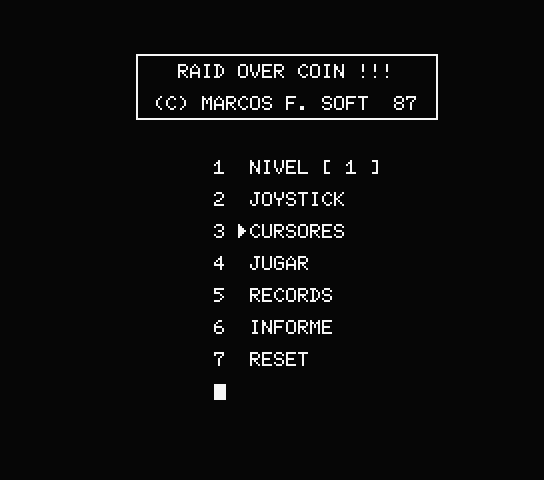 RAID OVER COIN !!!
(C) MARCOS F. SOFT  87
1 NIVEL [ 1 ]
2 JOYSTICK
3 CURSORES
4 JUGAR
5 RECORDS
6 INFORME
7 RESET